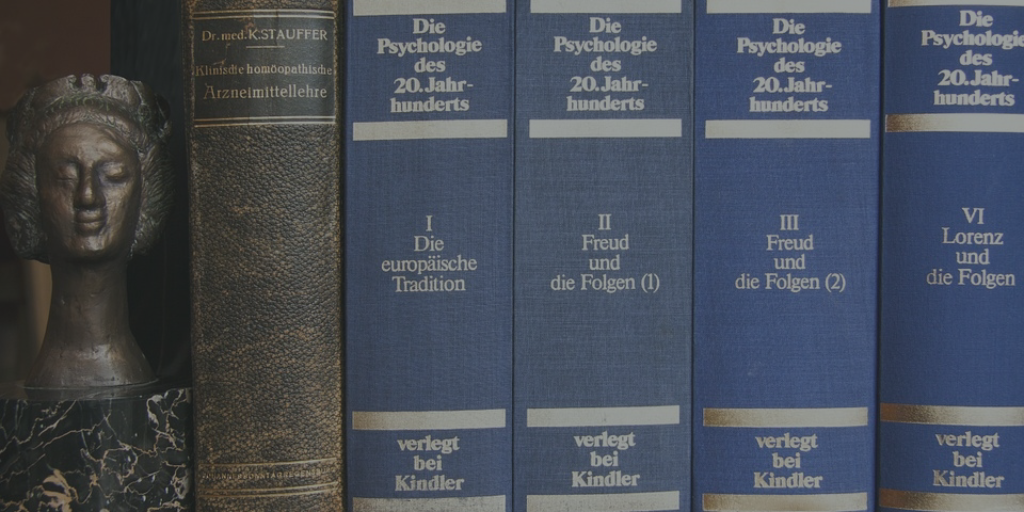 Dr. med. K. STAUFFER
Klinische homöopathische
Arzneimittellehre
Die
Psychologie
des
20. Jahr-
hunderts
I
Die
europäische
Tradition
verlegt
bei
Kindler
Die
Psychologie
des
20. Jahr-
hunderts
II
Freud
und
die Folgen (1)
verlegt
bei
Kindler
Die
Psychologie
des
20. Jahr-
hunderts
III
Freud
und
die Folgen (2)
verlegt
bei
Kindler
Die
Psychologie
des
20. Jahr-
hunderts
VI
Lorenz
und
die Folgen
verlegt
bei
Kindler